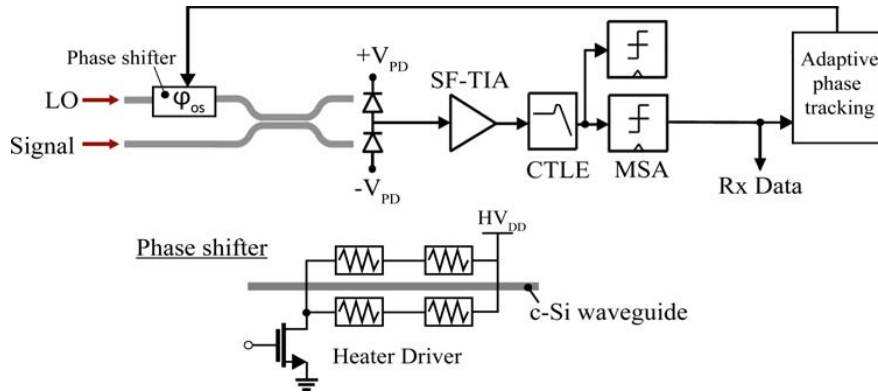 Phase shifter
LO
φos
Signal
+VPD
-VPD
SF-TIA
CTLE
MSA
Adaptive
phase
tracking
Rx Data
Phase shifter
HVDD
c-Si waveguide
Heater Driver